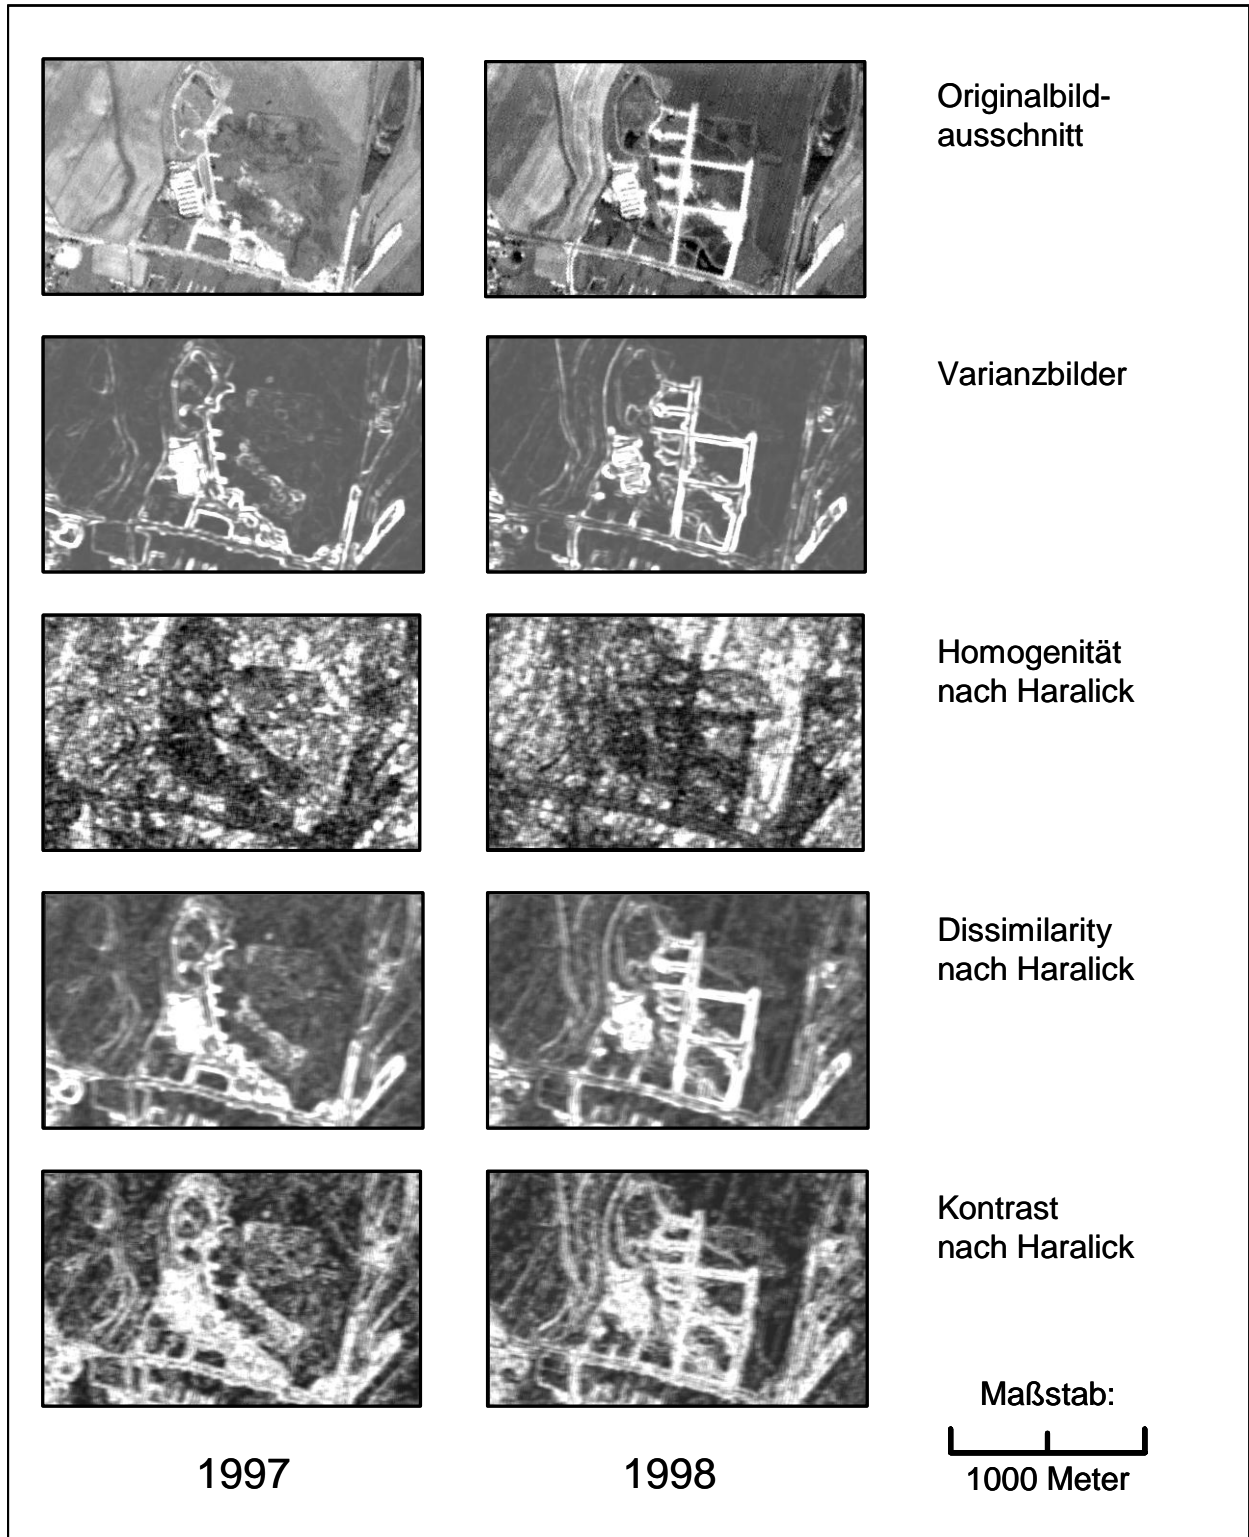 Originalbild-
ausschnitt
Varianzbilder
Homogenität
nach Haralick
Dissimilarity
nach Haralick
Kontrast
nach Haralick
Maßstab:
1000 Meter
1997
1998